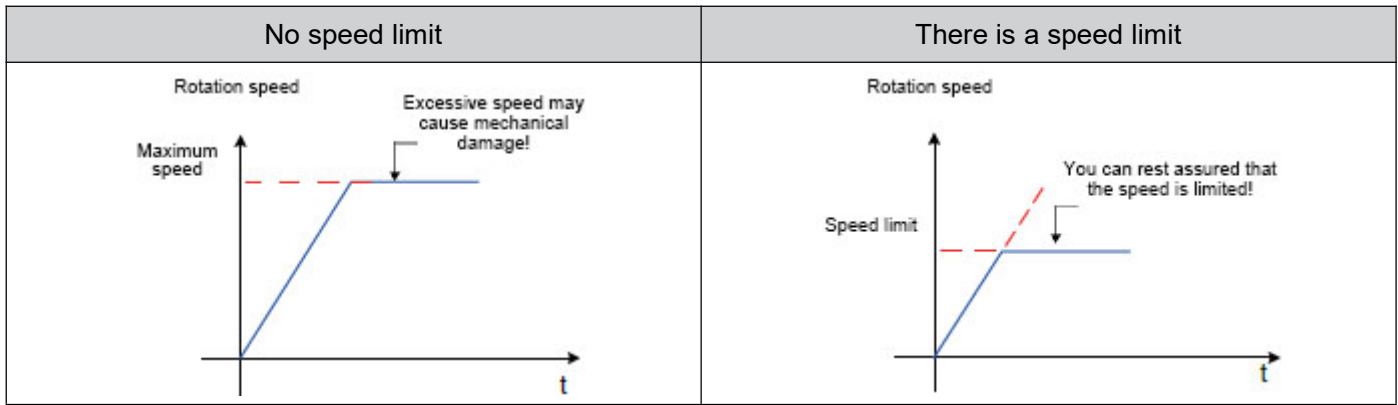 No speed limit
There is a speed limit
Rotation speed
Excessive speed may
cause mechanical
damage!
Maximum
speed
t
Rotation speed
You can rest assured that
the speed is limited!
Speed limit
t